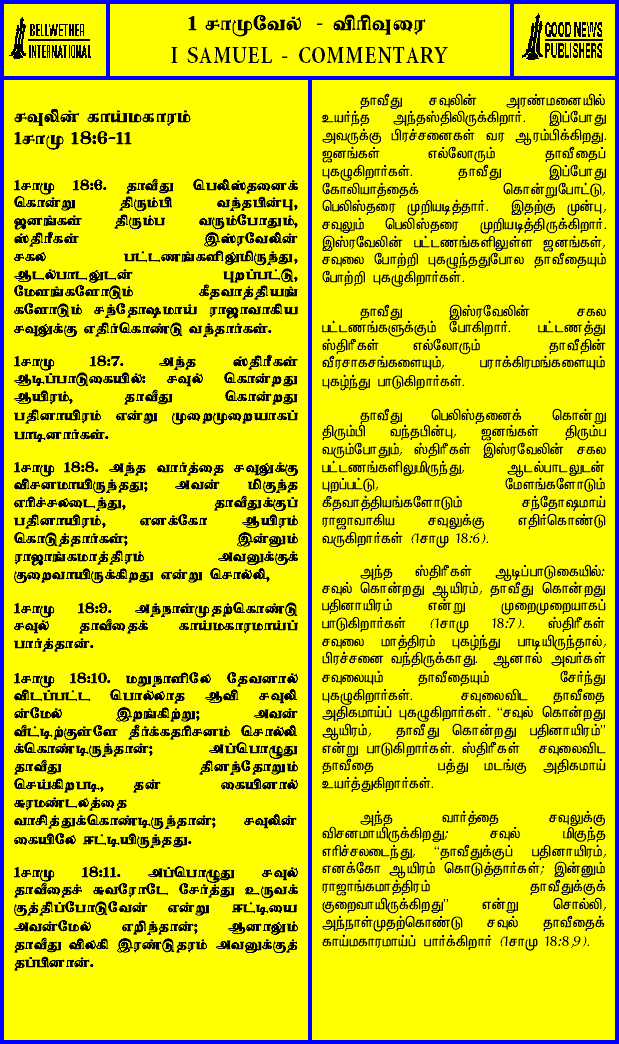 BELLWETHER
INTERNATIONAL
1 சாமுவேல் - விரிவுரை
I SAMUEL - COMMENTARY
GOOD NEWS
PUBLISHERS
சவுலின் காய்மகாரம்
1சாமு 18:6-11
1சாமு 18:6. தாவீது பெலிஸ்தனைக்
கொன்று திரும்பி வந்தபின்பு,
ஜனங்கள் திரும்ப வரும்போதும்,
ஸ்திரீகள் இஸ்ரவேலின்
சகல பட்டணங்களிலுமிருந்து,
ஆடல்பாடலுடன் புறப்பட்டு,
மேளங்களோடும் கீதவாத்தியங்
களோடும் சந்தோஷமாய் ராஜாவாகிய
சவுலுக்கு எதிர்கொண்டு வந்தார்கள்.
1சாமு 18:7. அந்த ஸ்திரீகள்
ஆடிப்பாடுகையில்: சவுல் கொன்றது
ஆயிரம், தாவீது கொன்றது
பதினாயிரம் என்று முறைமுறையாகப்
பாடினார்கள்.
1சாமு 18:8. அந்த வார்த்தை சவுலுக்கு
விசனமாயிருந்தது; அவன் மிகுந்த
எரிச்சலடைந்து, தாவீதுக்குப்
பதினாயிரம், எனக்கோ ஆயிரம்
கொடுத்தார்கள்; இன்னும்
ராஜாங்கமாத்திரம் அவனுக்குக்
குறைவாயிருக்கிறது என்று சொல்லி,
1சாமு 18:9. அந்நாள்முதற்கொண்டு
சவுல் தாவீதைக் காய்மகாரமாய்ப்
பார்த்தான்.
1சாமு 18:10. மறுநாளிலே தேவனால்
விடப்பட்ட பொல்லாத ஆவி சவுலி
ன்மேல் இறங்கிற்று; அவன்
வீட்டிற்குள்ளே தீர்க்கதரிசனம் சொல்லி
க்கொண்டிருந்தான்; அப்பொழுது
தாவீது தினந்தோறும்
செய்கிறபடி, தன் கையினால்
சுரமண்டலத்தை
வாசித்துக்கொண்டிருந்தான்; சவுலின்
கையிலே ஈட்டியிருந்தது.
1சாமு 18:11. அப்பொழுது சவுல்
தாவீதைச் சுவரோடே சேர்த்து உருவக்
குத்திப்போடுவேன் என்று ஈட்டியை
அவன்மேல் எறிந்தான்; ஆனாலும்
தாவீது விலகி இரண்டுதரம் அவனுக்குத்
தப்பினான்.
தாவீது சவுலின் அரண்மனையில்
உயர்ந்த அந்தஸ்திலிருக்கிறார். இப்போது
அவருக்கு பிரச்சனைகள் வர ஆரம்பிக்கிறது.
ஜனங்கள் எல்லோரும் தாவீதைப்
புகழுகிறார்கள். தாவீது இப்போது
கோலியாத்தைக் கொன்றுபோட்டு,
பெலிஸ்தரை முறியடித்தார். இதற்கு முன்பு,
சவுலும் பெலிஸ்தரை முறியடித்திருக்கிறார்.
இஸ்ரவேலின் பட்டணங்களிலுள்ள ஜனங்கள்,
சவுலை போற்றி புகழுந்ததுபோல தாவீதையும்
போற்றி புகழுகிறார்கள்.
தாவீது இஸ்ரவேலின் சகல
பட்டணங்களுக்கும் போகிறார். பட்டணத்து
ஸ்திரீகள் எல்லோரும் தாவீதின்
வீரசாகசங்களையும், பராக்கிரமங்களையும்
புகழ்ந்து பாடுகிறார்கள்.
தாவீது பெலிஸ்தனைக் கொன்று
திரும்பி வந்தபின்பு, ஜனங்கள் திரும்ப
வரும்போதும், ஸ்திரீகள் இஸ்ரவேலின் சகல
பட்டணங்களிலுமிருந்து, ஆடல்பாடலுடன்
புறப்பட்டு, மேளங்களோடும்
கீதவாத்தியங்களோடும் சந்தோஷமாய்
ராஜாவாகிய சவுலுக்கு எதிர்கொண்டு
வருகிறார்கள் (1சாமு 18:6).
அந்த ஸ்திரீகள் ஆடிப்பாடுகையில்:
சவுல் கொன்றது ஆயிரம், தாவீது கொன்றது
பதினாயிரம் என்று முறைமுறையாகப்
பாடுகிறார்கள் (1சாமு 18:7). ஸ்திரீகள்
சவுலை மாத்திரம் புகழ்ந்து பாடியிருந்தால்,
பிரச்சனை வந்திருக்காது. ஆனால் அவர்கள்
சவுலையும் தாவீதையும் சேர்ந்து
புகழுகிறார்கள். சவுலைவிட தாவீதை
அதிகமாய்ப் புகழுகிறார்கள். “சவுல் கொன்றது
ஆயிரம், தாவீது கொன்றது பதினாயிரம்”
என்று பாடுகிறார்கள். ஸ்திரீகள் சவுலைவிட
தாவீதை பத்து மடங்கு அதிகமாய்
உயர்த்துகிறார்கள்.
அந்த வார்த்தை சவுலுக்கு
விசனமாயிருக்கிறது; சவுல் மிகுந்த
எரிச்சலடைந்து, “தாவீதுக்குப் பதினாயிரம்,
எனக்கோ ஆயிரம் கொடுத்தார்கள்; இன்னும்
ராஜாங்கமாத்திரம் தாவீதுக்குக்
குறைவாயிருக்கிறது” என்று சொல்லி,
அந்நாள்முதற்கொண்டு சவுல் தாவீதைக்
காய்மகாரமாய்ப் பார்க்கிறார் (1சாமு 18:8,9).